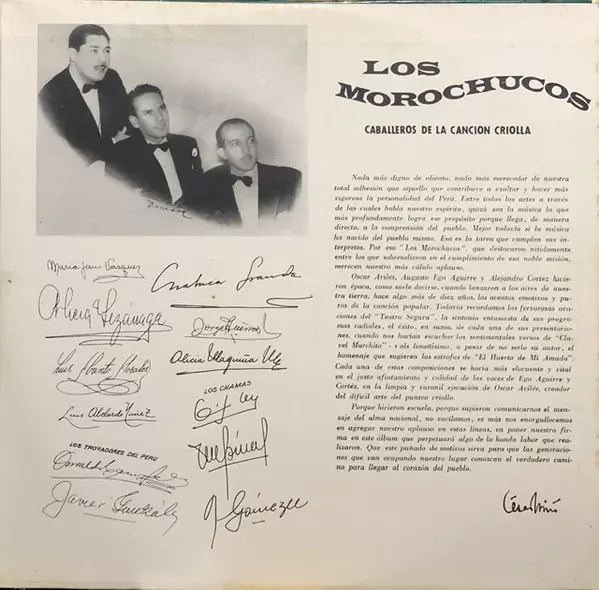 LOS
MOROCHUCOS
CABALLEROS DE LA CANCION CRIOLLA
Nada más digno de aliento, nada más merecedor de nuestra
total adhesión que aquello que contribuye a exaltar y hacer más
vigorosa la personalidad del Perú. Entre todas las artes a través
de las cuales habla nuestro espíritu, quizá sea la música la que
más profundamente logra ese propósito porque llega, de manera
directa, a la comprensión del pueblo. Mejor todavía si la música
ha nacido del pueblo mismo. Esa es la tarea que cumplen sus in-
térpretes. Por eso "Los Morochucos", que destacaron nítidamente
entre los que sobresalieron en el cumplimiento de esa noble misión,
merecen nuestro más cálido aplauso.
Oscar Avilés, Augusto Ego Aguirre y Alejandro Cortez hicie-
ron época, como suele decirse, cuando lanzaron a los aires de nues-
tra tierra, hace algo más de diez años, los acentos emotivos y pu-
ros de la canción popular. Todavía recordamos las fervorosas ova-
ciones del "Teatro Segura", la sintonía entusiasta de sus progra-
mas radiales, el éxito, en suma, de cada una de sus presentacio-
nes, cuando nos hacían escuchar los sentimentales versos de "Cla-
vel Marchito" - vals limeñísimo, a pesar de no serlo su autor, el
homenaje que sugieren las estrofas de "El Huerto de Mi Amada".
Cada una de estas composiciones se hacía más elocuente y vital
en el justo afiatamiento y calidad de las voces de Ego Aguirre y
Cortéz, en la limpia y varonil ejecución de Oscar Avilés, creador
del difícil arte del punteo criollo.
Porque hicieron escuela, porque supieron comunicarnos el men-
saje del alma nacional, no vacilamos, es más nos enorgullecemos
en agregar nuestro aplauso en estas líneas, en poner nuestra fir-
ma en este álbum que perpetuará algo de la honda labor que rea-
lizaron. Que este puñado de motivos sirva para que las generacio-
nes que van ocupando nuestro lugar conozcan el verdadero cami-
no para llegar al corazón del pueblo.
Alicia Lizárraga
Luis Abelardo Núñez
Alicia Maguiña
LOS CHAMAS
LOS TROVADORES DEL PERU
Javier González